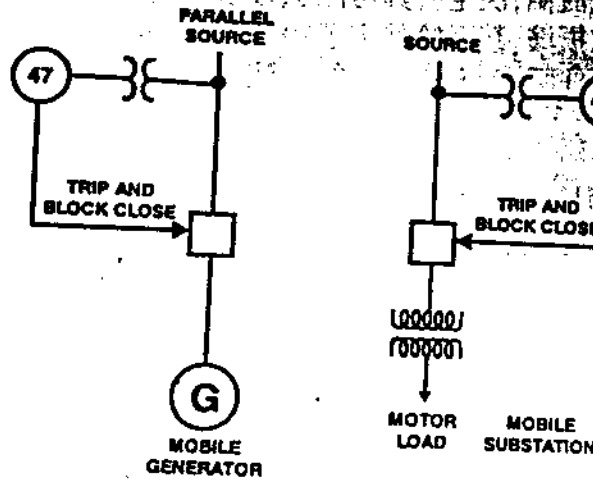 PARALLEL
SOURCE
47
TRIP AND
BLOCK CLOSE
G
MOBILE
GENERATOR
SOURCE
TRIP AND
BLOCK CLOSE
MOTOR
LOAD
MOBILE
SUBSTATION